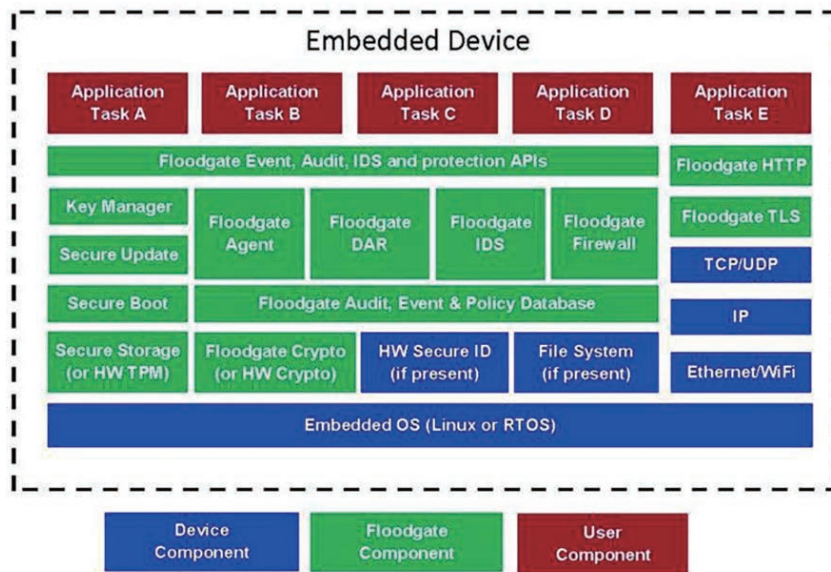 Embedded Device
Application
Task A
Application
Task B
Application
Task C
Application
Task D
Application
Task E
Floodgate Event, Audit, IDS and protection APIs
Floodgate HTTP
Key Manager
Floodgate
Agent
Floodgate
DAR
Floodgate
IDS
Floodgate
Firewall
Floodgate TLS
Secure Update
TCP/UDP
Secure Boot
Floodgate Audit, Event & Policy Database
IP
Secure Storage
(or HW TPM)
Floodgate Crypto
(or HW Crypto)
HW Secure ID
(if present)
File System
(if present)
Ethernet/WiFi
Embedded OS (Linux or RTOS)
Device
Component
Floodgate
Component
User
Component